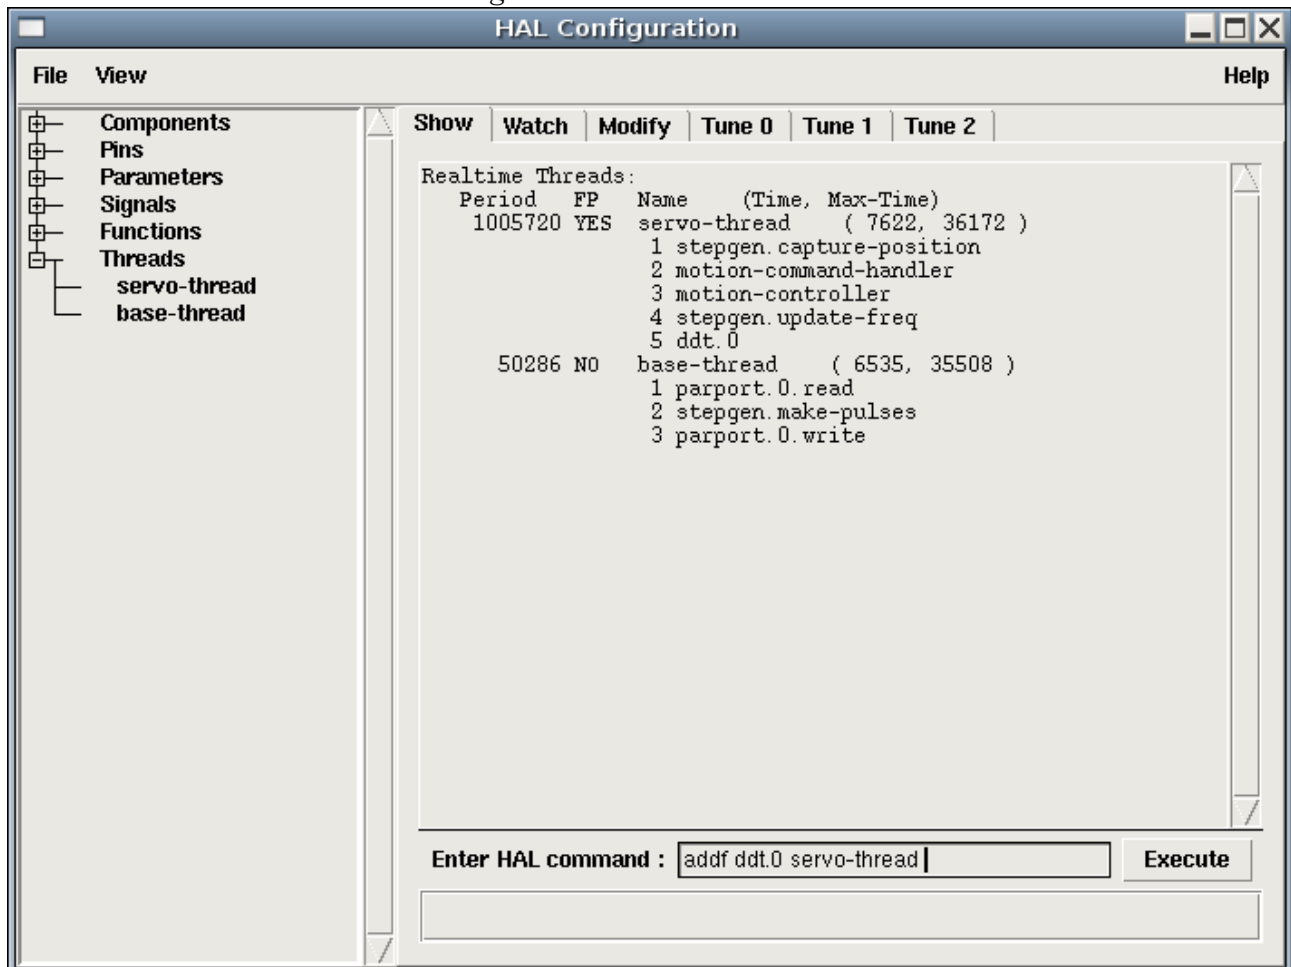 HAL Configuration
File View Help
Components
Pins
Parameters
Signals
Functions
Threads
servo-thread
base-thread
Show Watch Modify Tune 0 Tune 1 Tune 2
Realtime Threads:
Period FP Name (Time, Max-Time)
1005720 YES servo-thread ( 7622, 36172 )
1 stepgen.capture-position
2 motion-command-handler
3 motion-controller
4 stepgen.update-freq
5 ddt.0
50286 NO base-thread ( 6535, 35508 )
1 parport.0.read
2 stepgen.make-pulses
3 parport.0.write
Enter HAL command : addf ddt.0 servo-thread Execute